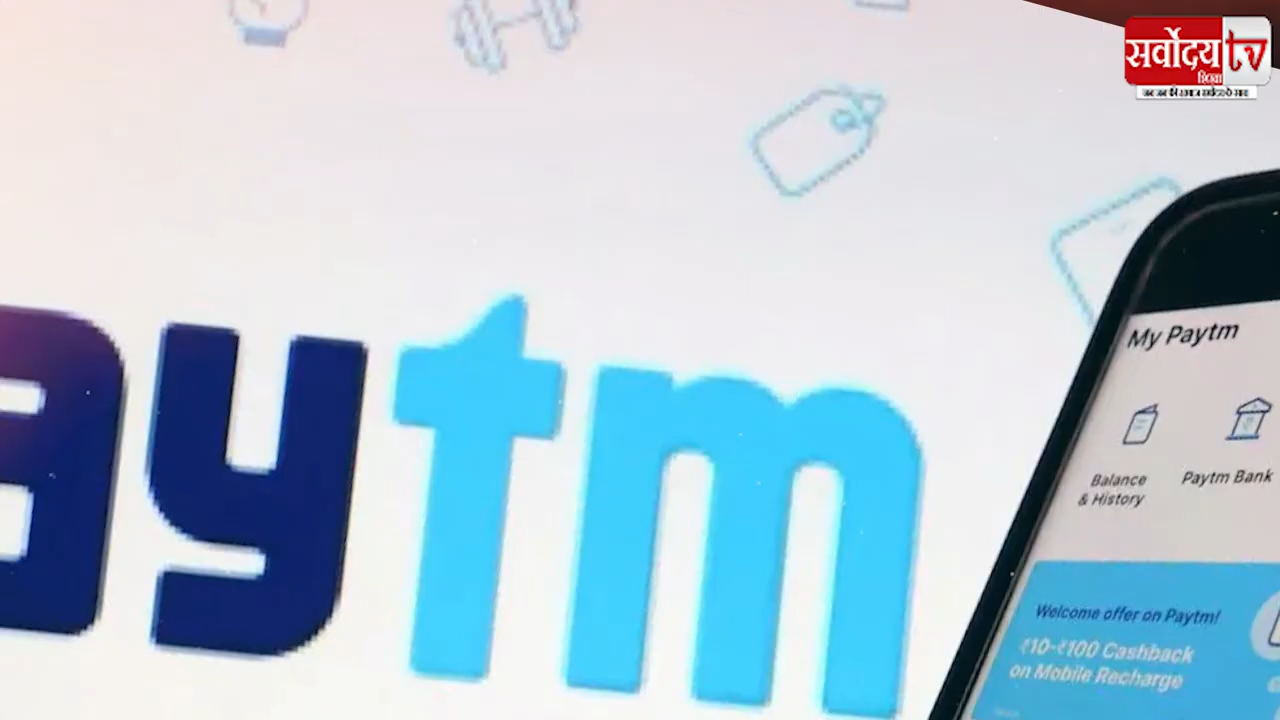 सर्वोदय tv
aytm
My Paytm
Balance
& History
Paytm Bank
Welcome offer on Paytm!
₹10-₹100 Cashback
on Mobile Recharge